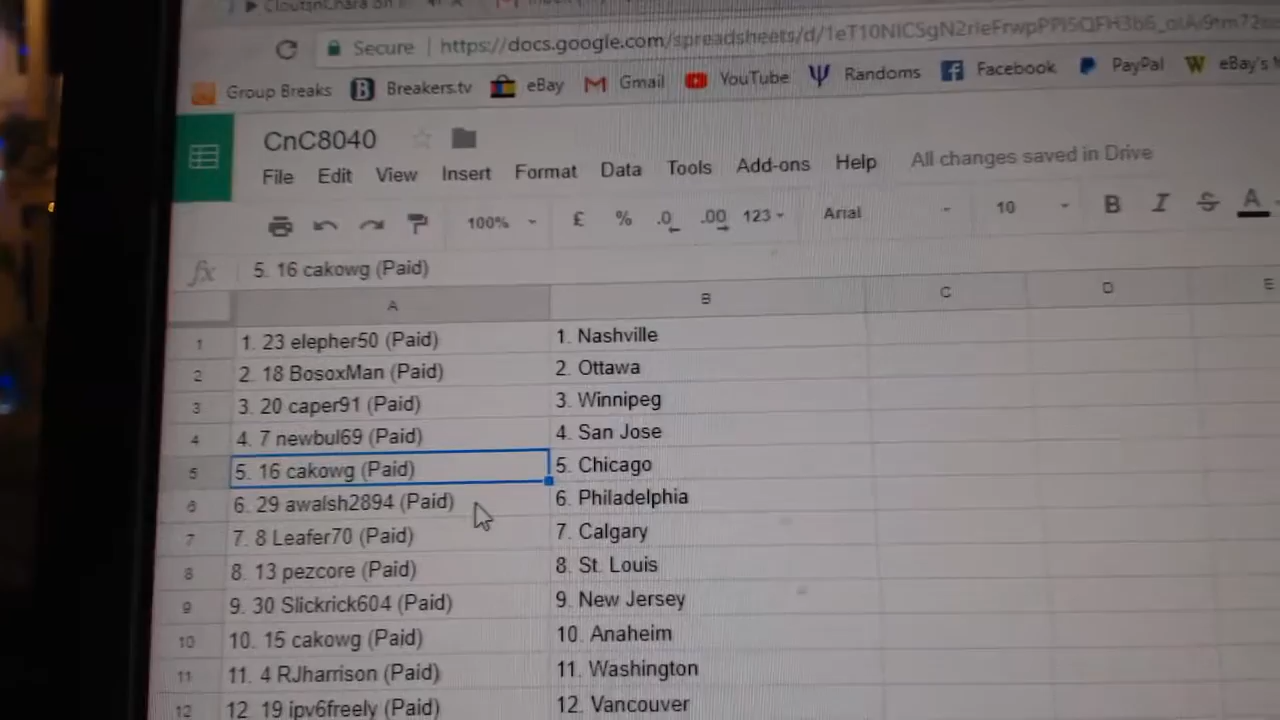 Secure | https://docs.google.com/spreadsheets/d/
Group Breaks Breakers.tv eBay Gmail YouTube Randoms Facebook PayPal eBay's
CnC8040
File Edit View Insert Format Data Tools Add-ons Help All changes saved in Drive
100% £ % .0 .00 123 Arial 10 B I S A
fx 5. 16 cakowg (Paid)
A B C D E
1 1. 23 elepher50 (Paid) 1. Nashville
2 2. 18 BosoxMan (Paid) 2. Ottawa
3 3. 20 caper91 (Paid) 3. Winnipeg
4 4. 7 newbul69 (Paid) 4. San Jose
5 5. 16 cakowg (Paid) 5. Chicago
6 6. 29 awalsh2894 (Paid) 6. Philadelphia
7 7. 8 Leafer70 (Paid) 7. Calgary
8 8. 13 pezcore (Paid) 8. St. Louis
9 9. 30 Slickrick604 (Paid) 9. New Jersey
10 10. 15 cakowg (Paid) 10. Anaheim
11 11. 4 RJharrison (Paid) 11. Washington
12 12. 19 ipv6freely (Paid) 12. Vancouver